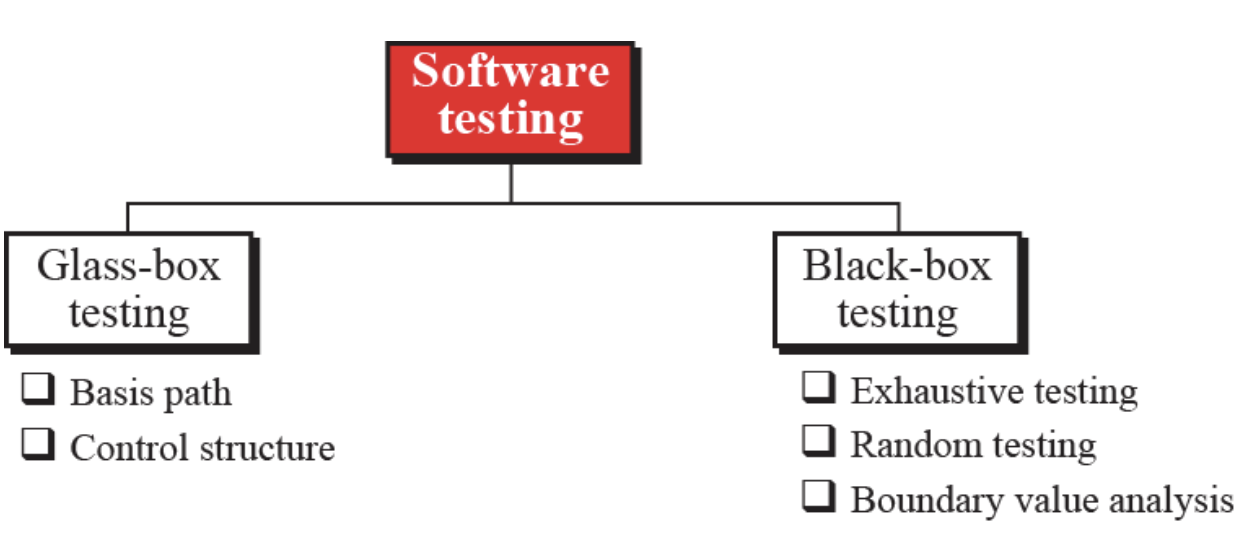 Software
testing
Glass-box
testing
Basis path
Control structure
Black-box
testing
Exhaustive testing
Random testing
Boundary value analysis